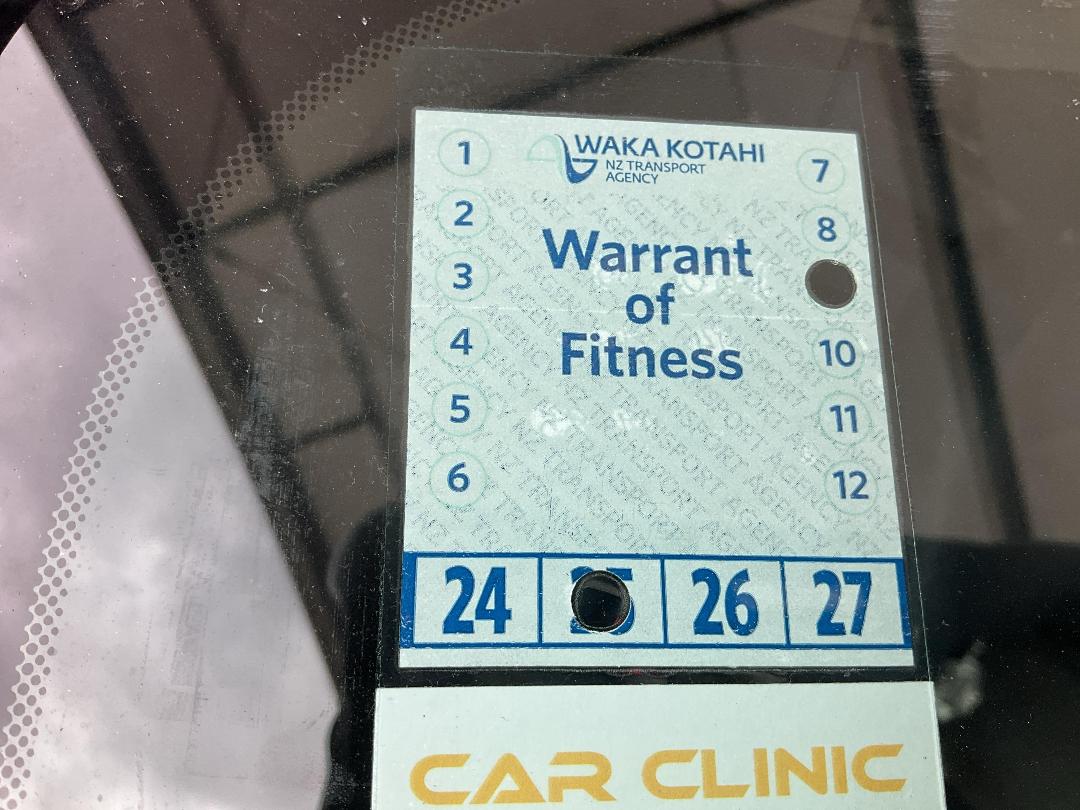 WAKA KOTAHI
NZ TRANSPORT
AGENCY
Warrant
of
Fitness
1
2
3
4
5
6
7
8
10
11
12
24
25
26
27
CAR CLINIC